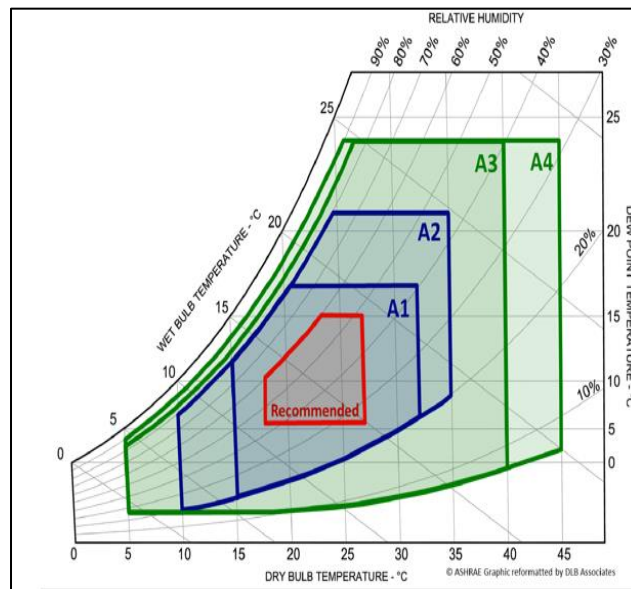 RELATIVE HUMIDITY
90% 80% 70% 60% 50% 40% 30%
25
25
A3 A4
A2
20
20
20%
WET BULB TEMPERATURE - °C
DEW POINT TEMPERATURE - °C
A1
15
15
10
10
10%
Recommended
5
5
0
0
0 5 10 15 20 25 30 35 40 45
DRY BULB TEMPERATURE - °C
© ASHRAE Graphic reformatted by DLB Associates